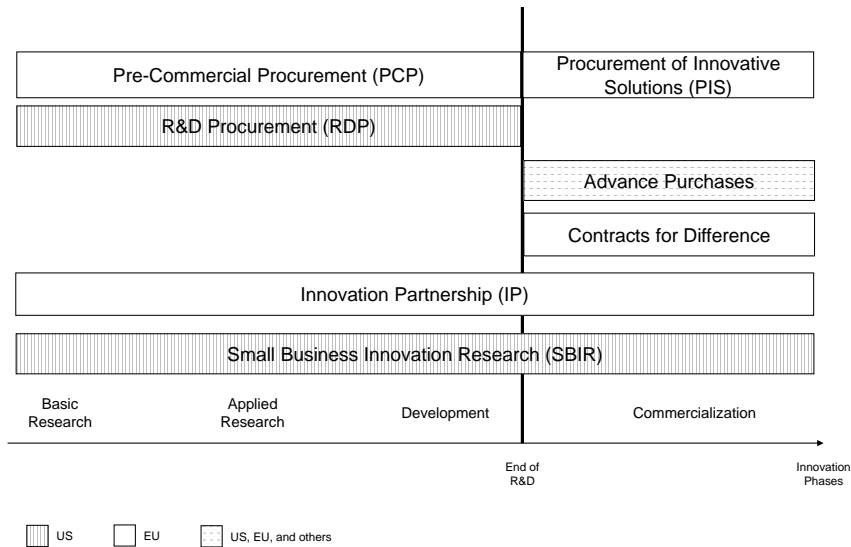 Pre-Commercial Procurement (PCP)
Procurement of Innovative
Solutions (PIS)
R&D Procurement (RDP)
Advance Purchases
Contracts for Difference
Innovation Partnership (IP)
Small Business Innovation Research (SBIR)
Basic
Research
Applied
Research
Development
Commercialization
End of
R&D
Innovation
Phases
US
EU
US, EU, and others